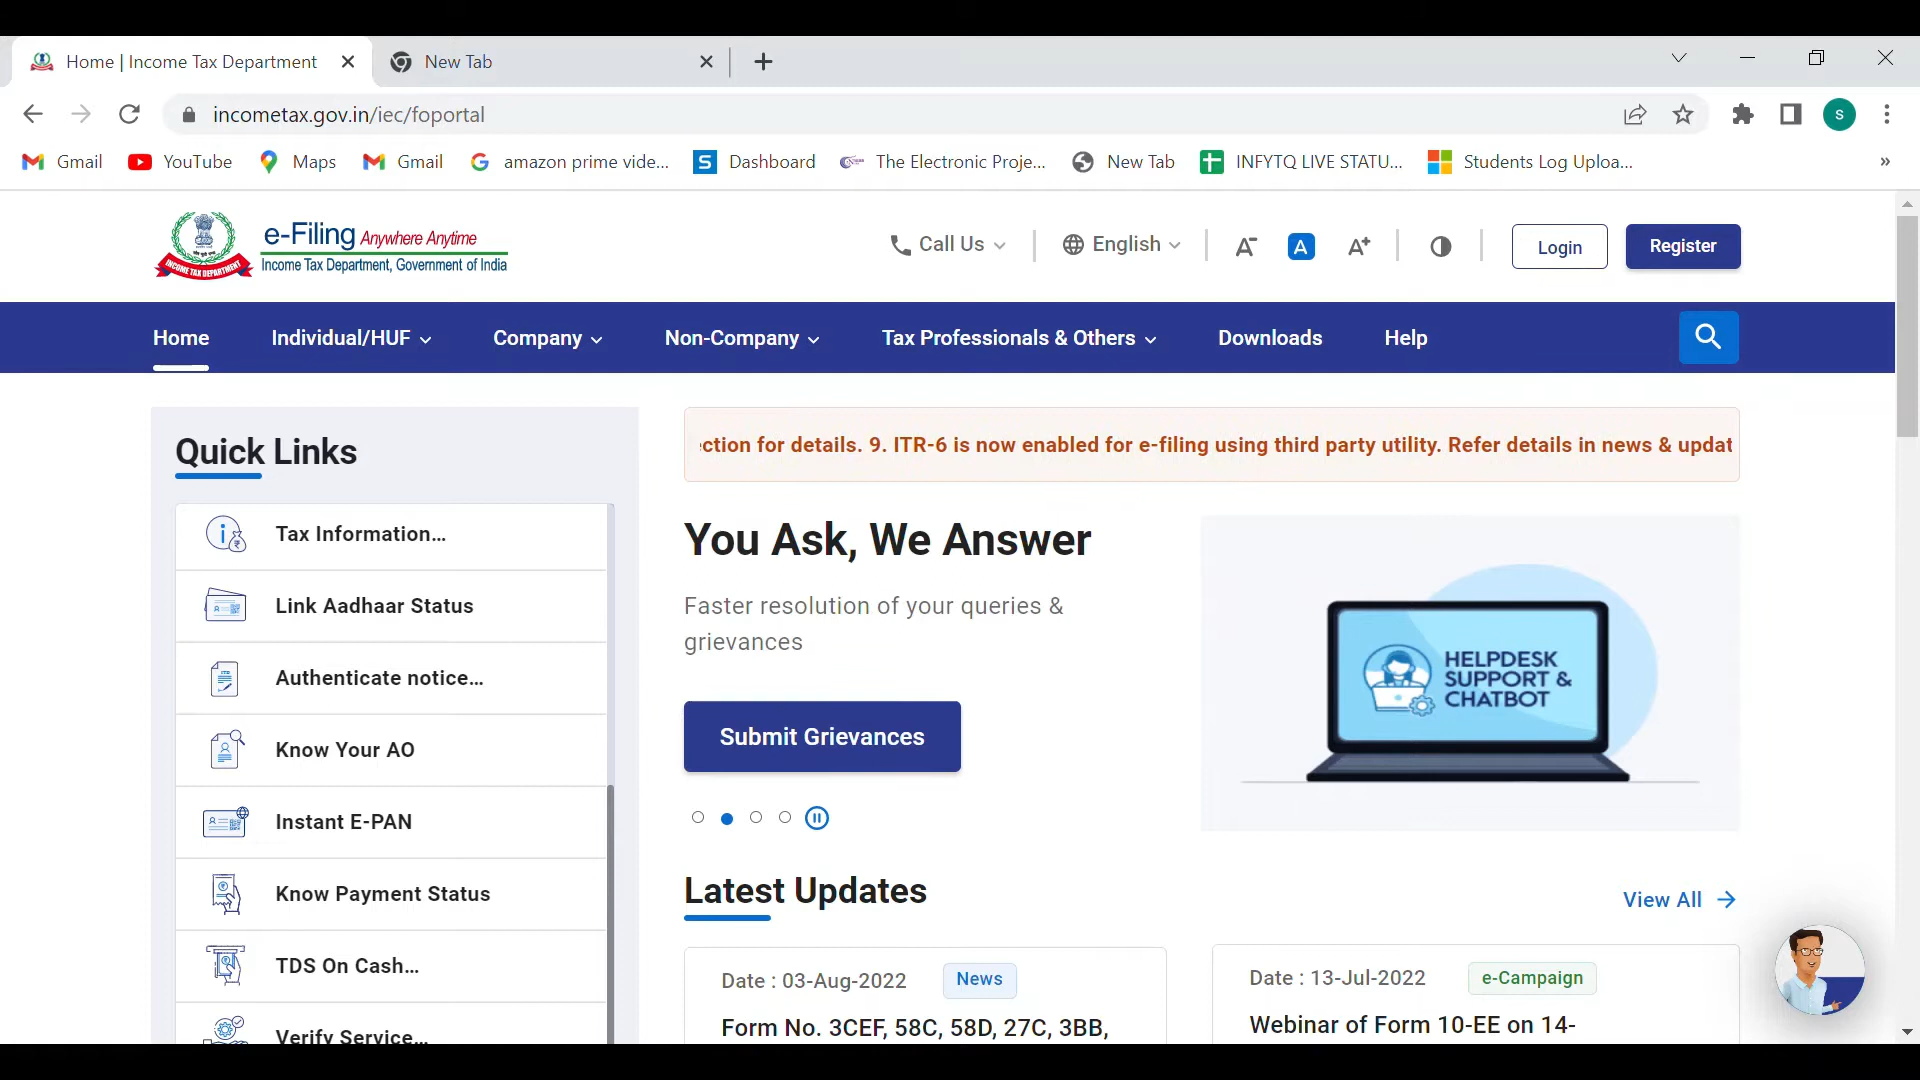 Home | Income Tax Department
New Tab
incometax.gov.in/iec/foportal
S
Gmail
YouTube
Maps
Gmail
amazon prime vide...
Dashboard
The Electronic Proje...
New Tab
INFYTQ LIVE STATU...
Students Log Uploa...
»
INCOME TAX DEPARTMENT
e-Filing Anywhere Anytime
Income Tax Department, Government of India
Call Us
English
A-
A
A+
Login
Register
Home
Individual/HUF
Company
Non-Company
Tax Professionals & Others
Downloads
Help
Quick Links
Tax Information...
Link Aadhaar Status
Authenticate notice...
Know Your AO
Instant E-PAN
Know Payment Status
TDS On Cash...
Verify Service...
ction for details. 9. ITR-6 is now enabled for e-filing using third party utility. Refer details in news & updat
You Ask, We Answer
Faster resolution of your queries &
grievances
Submit Grievances
HELPDESK
SUPPORT &
CHATBOT
Latest Updates
View All
Date : 03-Aug-2022
News
Form No. 3CEF, 58C, 58D, 27C, 3BB,
Date : 13-Jul-2022
e-Campaign
Webinar of Form 10-EE on 14-